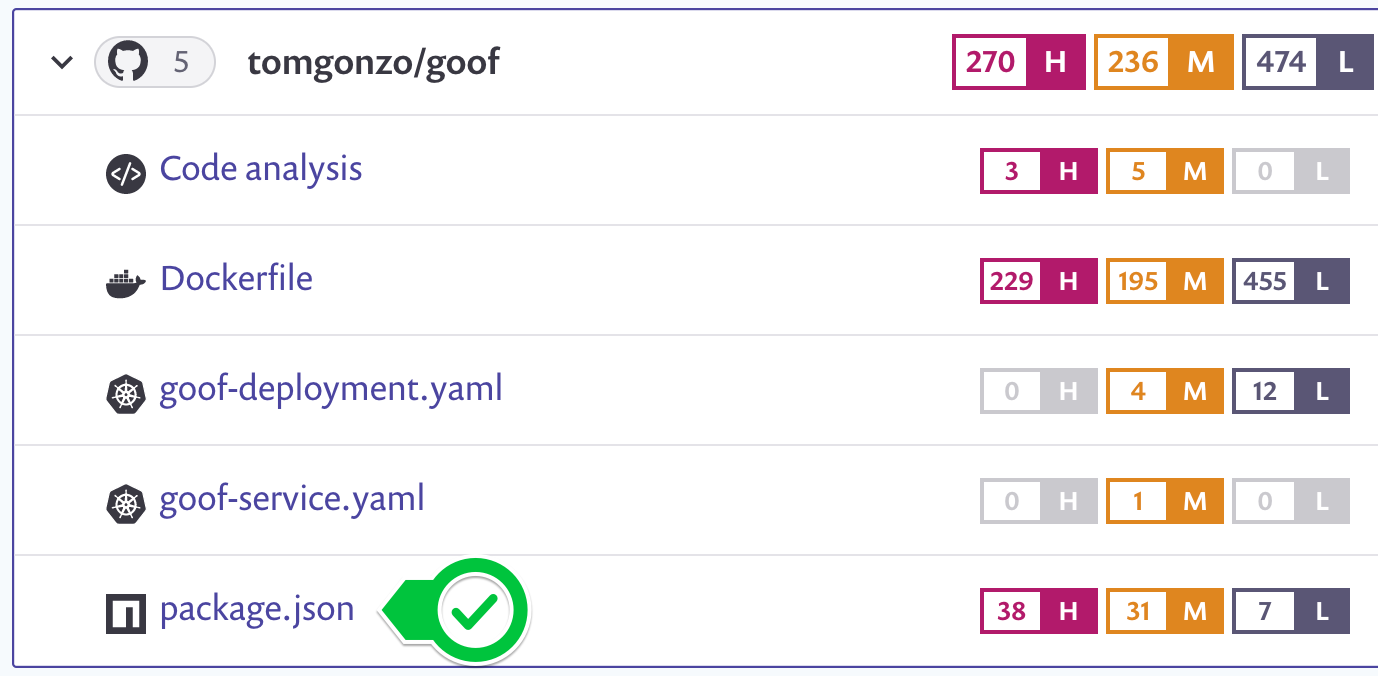 5 tomgonzo/goof 270 H 236 M 474 L
Code analysis 3 H 5 M 0 L
Dockerfile 229 H 195 M 455 L
goof-deployment.yaml 0 H 4 M 12 L
goof-service.yaml 0 H 1 M 0 L
package.json 38 H 31 M 7 L